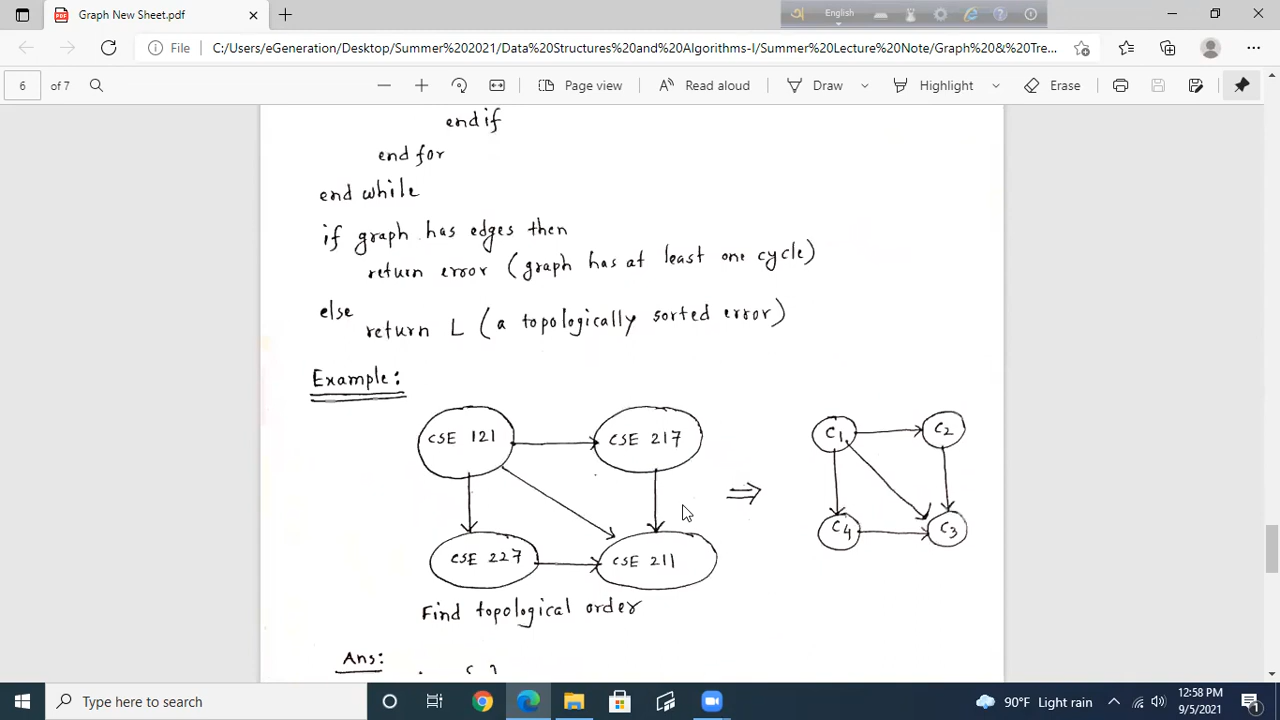 Graph New Sheet.pdf
English
File
C:/Users/eGeneration/Desktop/Summer%202021/Data%20Structures%20and%20Algorithms-I/Summer%20Lecture%20Note/Graph%20&%20Tre...
6 of 7
Page view
Read aloud
Draw
Highlight
Erase
end if
end for
end while
if graph has edges then
return error (graph has at least one cycle)
else
return L (a topologically sorted error)
Example:
CSE 121
CSE 217
C1
C2
⇒
C4
C3
CSE 227
CSE 211
Find topological order
Ans:
Type here to search
90°F Light rain
12:58 PM
9/5/2021
1